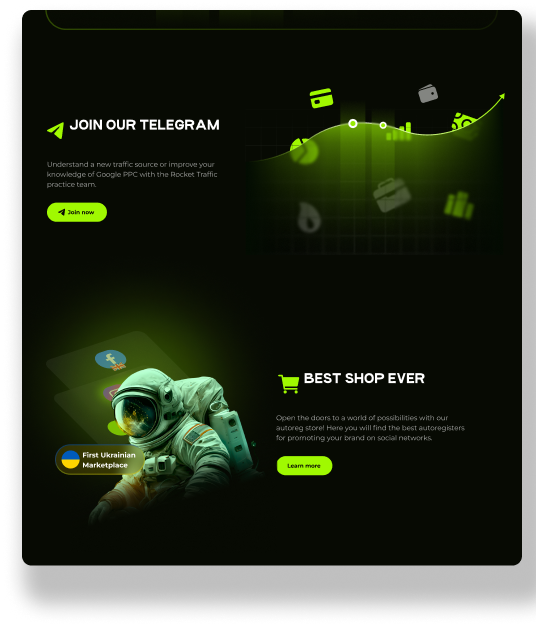 JOIN OUR TELEGRAM
Understand a new traffic source or improve your
knowledge of Google PPC with the Rocket Traffic
practice team.
Join now
BEST SHOP EVER
Open the doors to a world of possibilities with our
autoreg store! Here you will find the best autoregisters
for promoting your brand on social networks.
Learn more
First Ukrainian
Marketplace